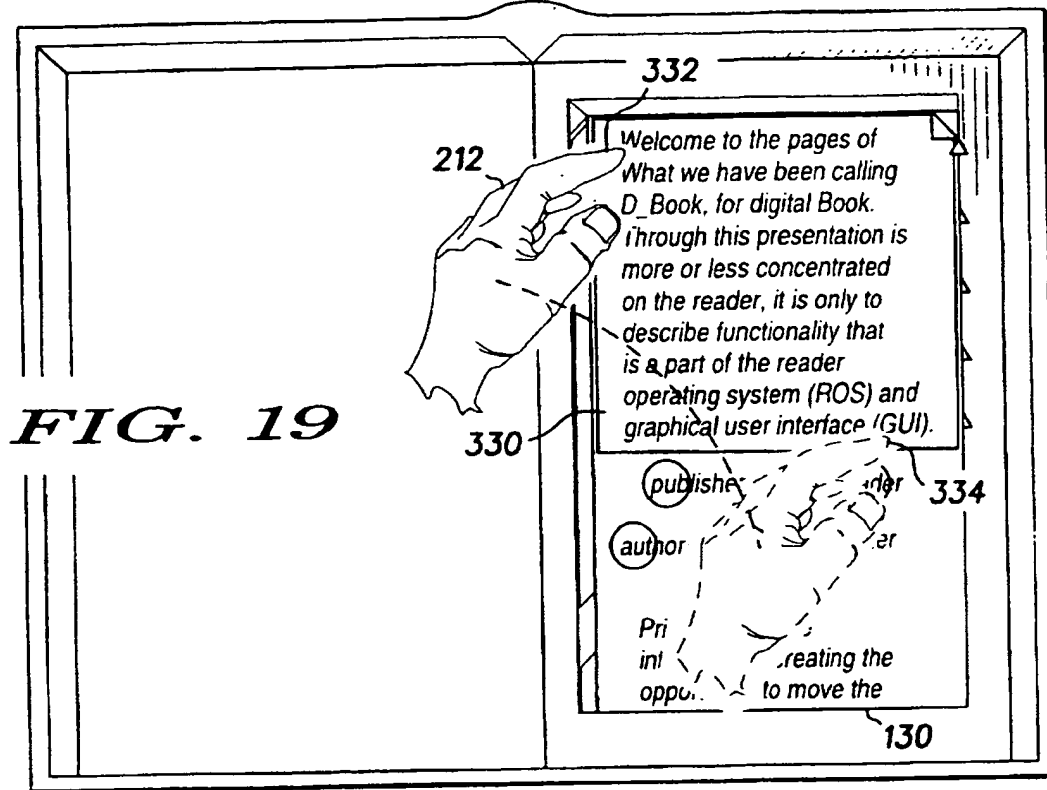 332
212
Welcome to the pages of
What we have been calling
D_Book, for digital Book.
Through this presentation is
more or less concentrated
on the reader, it is only to
describe functionality that
is a part of the reader
operating system (ROS) and
graphical user interface (GUI).
FIG. 19
330
334
author
Pri
creating the
to move the
130